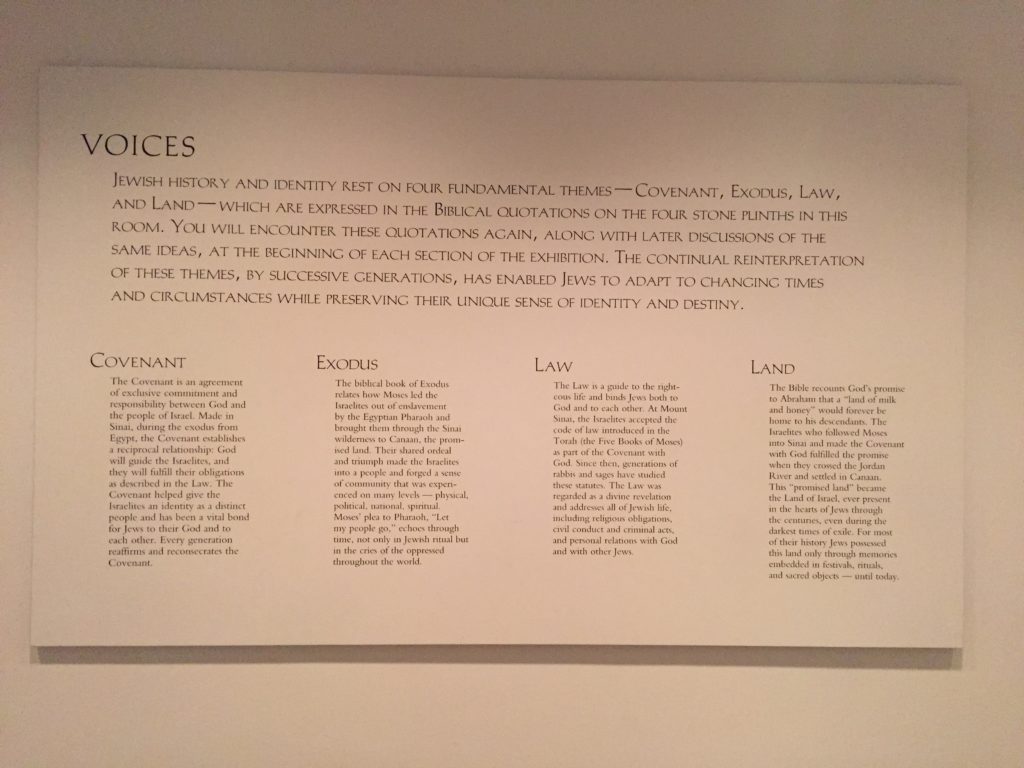 VOICES
JEWISH HISTORY AND IDENTITY REST ON FOUR FUNDAMENTAL THEMES — COVENANT, EXODUS, LAW,
AND LAND — WHICH ARE EXPRESSED IN THE BIBLICAL QUOTATIONS ON THE FOUR STONE PLINTHS IN THIS
ROOM. YOU WILL ENCOUNTER THESE QUOTATIONS AGAIN, ALONG WITH LATER DISCUSSIONS OF THE
SAME IDEAS, AT THE BEGINNING OF EACH SECTION OF THE EXHIBITION. THE CONTINUAL REINTERPRETATION
OF THESE THEMES, BY SUCCESSIVE GENERATIONS, HAS ENABLED JEWS TO ADAPT TO CHANGING TIMES
AND CIRCUMSTANCES WHILE PRESERVING THEIR UNIQUE SENSE OF IDENTITY AND DESTINY.
COVENANT
The Covenant is an agreement
of exclusive commitment and
responsibility between God and
the people of Israel. Made in
Sinai, during the exodus from
Egypt, the Covenant establishes
a reciprocal relationship: God
will guide the Israelites, and
they will fulfill their obligations
as described in the Law. The
Covenant helped give the
Israelites an identity as a distinct
people and has been a vital bond
for Jews to their God and to
each other. Every generation
reaffirms and reconsecrates the
Covenant.
EXODUS
The biblical book of Exodus
relates how Moses led the
Israelites out of enslavement
by the Egyptian Pharaoh and
brought them through the Sinai
wilderness to Canaan, the prom-
ised land. Their shared ordeal
and triumph made the Israelites
into a people and forged a sense
of community that was experi-
enced on many levels — physical,
political, national, spiritual.
Moses' plea to Pharaoh, "Let
my people go," echoes through
time, not only in Jewish ritual but
in the cries of the oppressed
throughout the world.
LAW
The Law is a guide to the right-
eous life and binds Jews both to
God and to each other. At Mount
Sinai, the Israelites accepted the
code of law introduced in the
Torah (the Five Books of Moses)
as part of the Covenant with
God. Since then, generations of
rabbis and sages have studied
these statutes. The Law was
regarded as a divine revelation
and addresses all of Jewish life,
including religious obligations,
civil conduct and criminal acts,
and personal relations with God
and with other Jews.
LAND
The Bible recounts God's promise
to Abraham that a "land of milk
and honey" would forever be
home to his descendants. The
Israelites who followed Moses
into Sinai and made the Covenant
with God fulfilled the promise
when they crossed the Jordan
River and settled in Canaan.
This "promised land" became
the Land of Israel, ever present
in the hearts of Jews through
the centuries, even during the
darkest times of exile. For most
of their history Jews possessed
this land only through memories
embedded in festivals, rituals,
and sacred objects — until today.